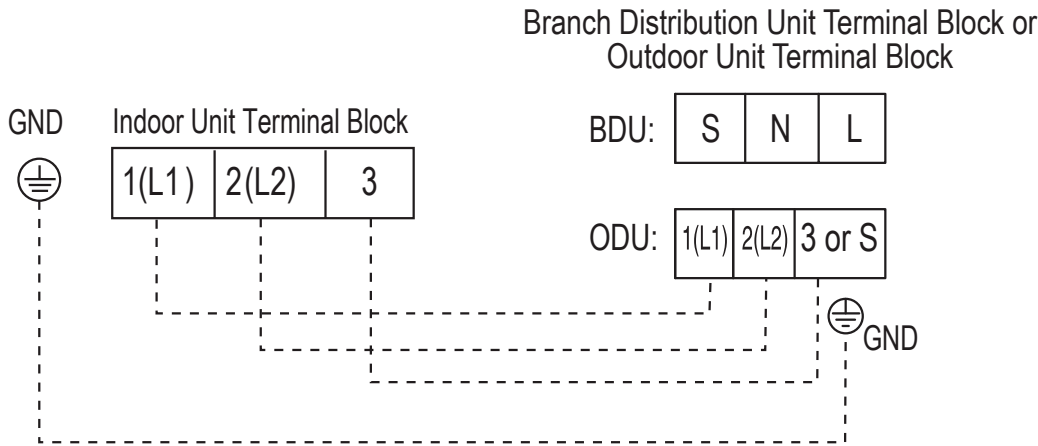 Branch Distribution Unit Terminal Block or
Outdoor Unit Terminal Block
GND
Indoor Unit Terminal Block
1(L1) 2(L2) 3
BDU: S N L
ODU: 1(L1) 2(L2) 3 or S
GND